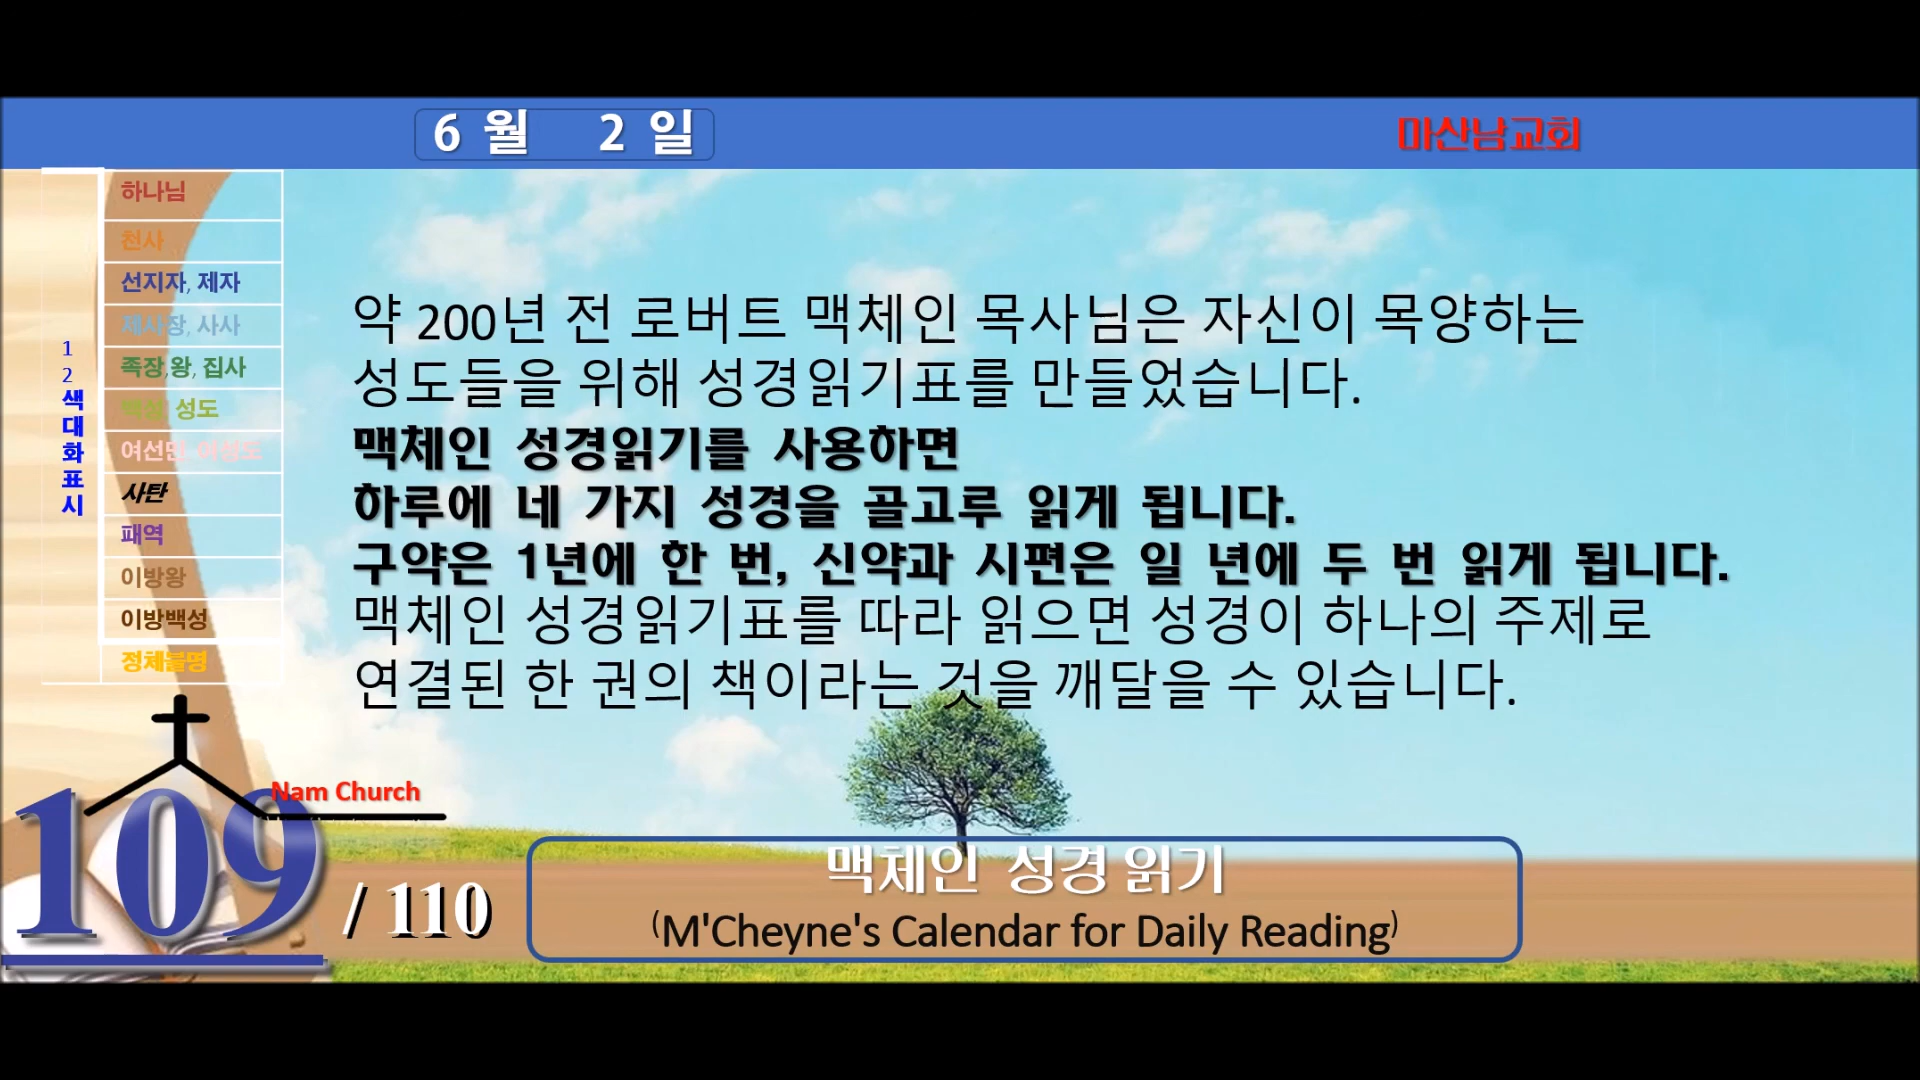 6 월 2 일
마산남교회
12색대화표시
하나님
천사
선지자, 제자
제사장, 사사
족장,왕, 집사
백성, 성도
여선민, 여성도
사탄
패역
이방왕
이방백성
정체불명
약 200년 전 로버트 맥체인 목사님은 자신이 목양하는
성도들을 위해 성경읽기표를 만들었습니다.
맥체인 성경읽기를 사용하면
하루에 네 가지 성경을 골고루 읽게 됩니다.
구약은 1년에 한 번, 신약과 시편은 일 년에 두 번 읽게 됩니다.
맥체인 성경읽기표를 따라 읽으면 성경이 하나의 주제로
연결된 한 권의 책이라는 것을 깨달을 수 있습니다.
Nam Church
109 / 110
맥체인 성경 읽기
(M'Cheyne's Calendar for Daily Reading)